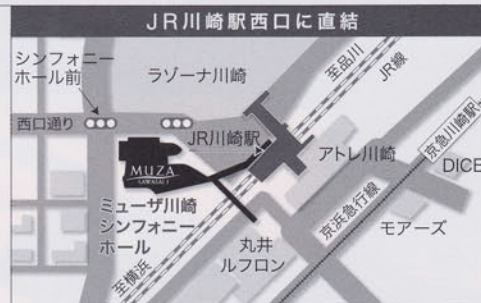 JR川崎駅西口に直結
シンフォニー
ホール前
ラゾーナ川崎
至品川
JR線
西口通り
JR川崎駅
アトレ川崎
京急川崎駅
DICE
MUZA
KAWASAKI
ミューザ川崎
シンフォニー
ホール
京浜急行線
モアーズ
丸井
ルフロン
至横浜